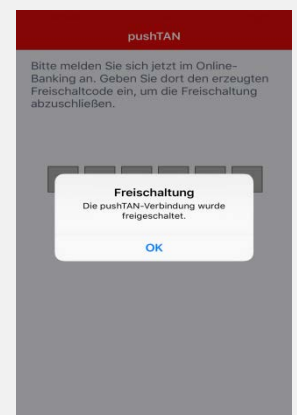 pushTAN
Bitte melden Sie sich jetzt im Online-
Banking an. Geben Sie dort den erzeugten
Freischaltcode ein, um die Freischaltung
abzuschließen.
Freischaltung
Die pushTAN-Verbindung wurde
freigeschaltet.
OK